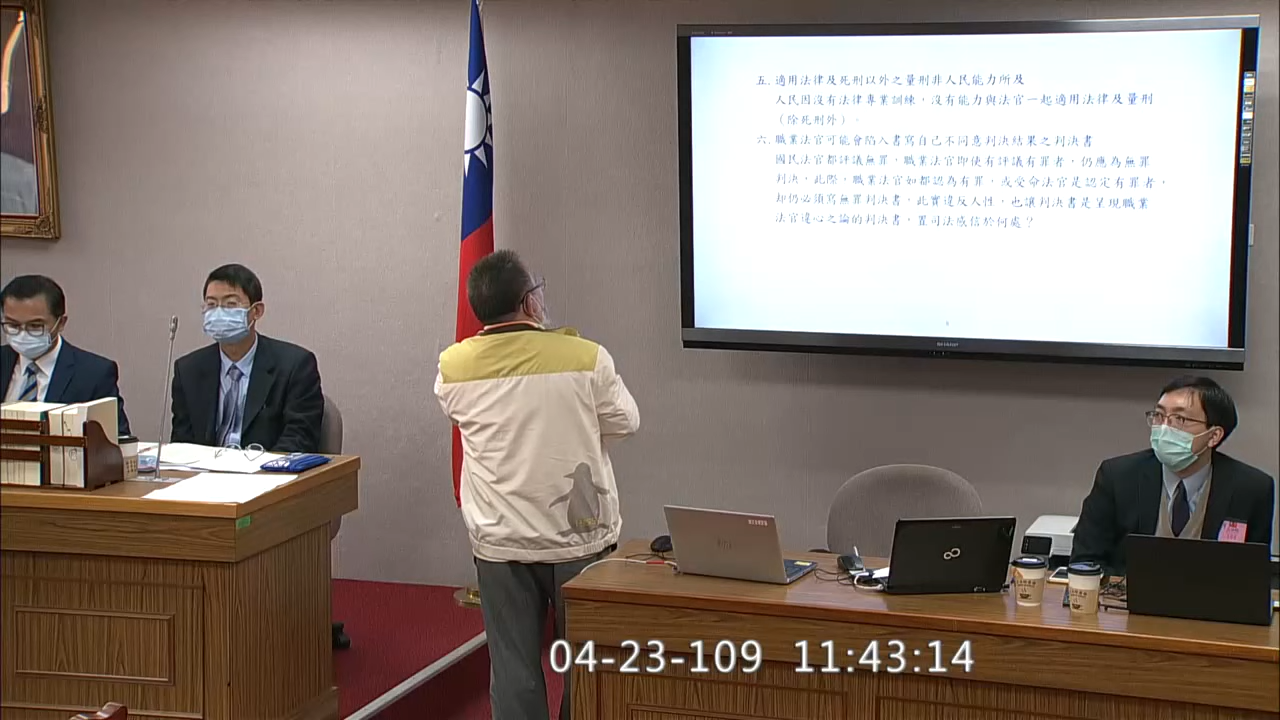 五、適用法律及死刑以外之量刑非人民能力所及
人民因沒有法律專業訓練，沒有能力與法官一起適用法律及量刑
（除死刑外）。
六、職業法官可能會陷入書寫自己不同意判決結果之判決書
國民法官都評議無罪，職業法官即使有評議有罪者，仍應為無罪
判決，此際，職業法官如都認為有罪，或受命法官是認定有罪者，
却仍必須寫無罪判決書，此實違反人性，也讓判決書是呈現職業
法官違心之論的判決書，置司法威信於何處？
SHARP
04-23-109 11:43:14